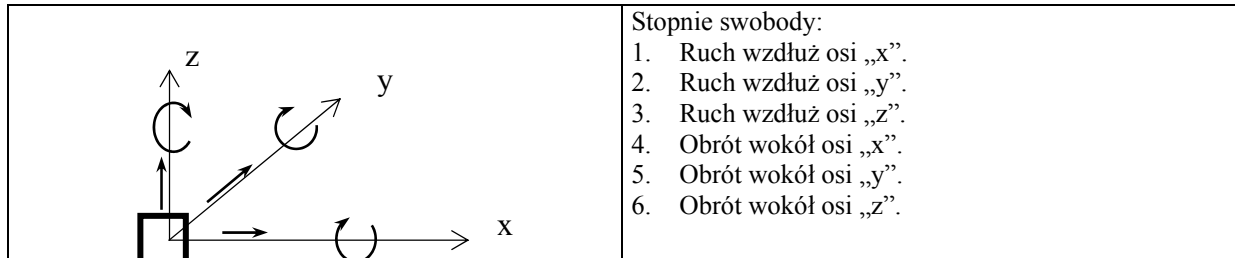 z
y
x
Stopnie swobody:
1. Ruch wzdłuż osi „x”.
2. Ruch wzdłuż osi „y”.
3. Ruch wzdłuż osi „z”.
4. Obrót wokół osi „x”.
5. Obrót wokół osi „y”.
6. Obrót wokół osi „z”.